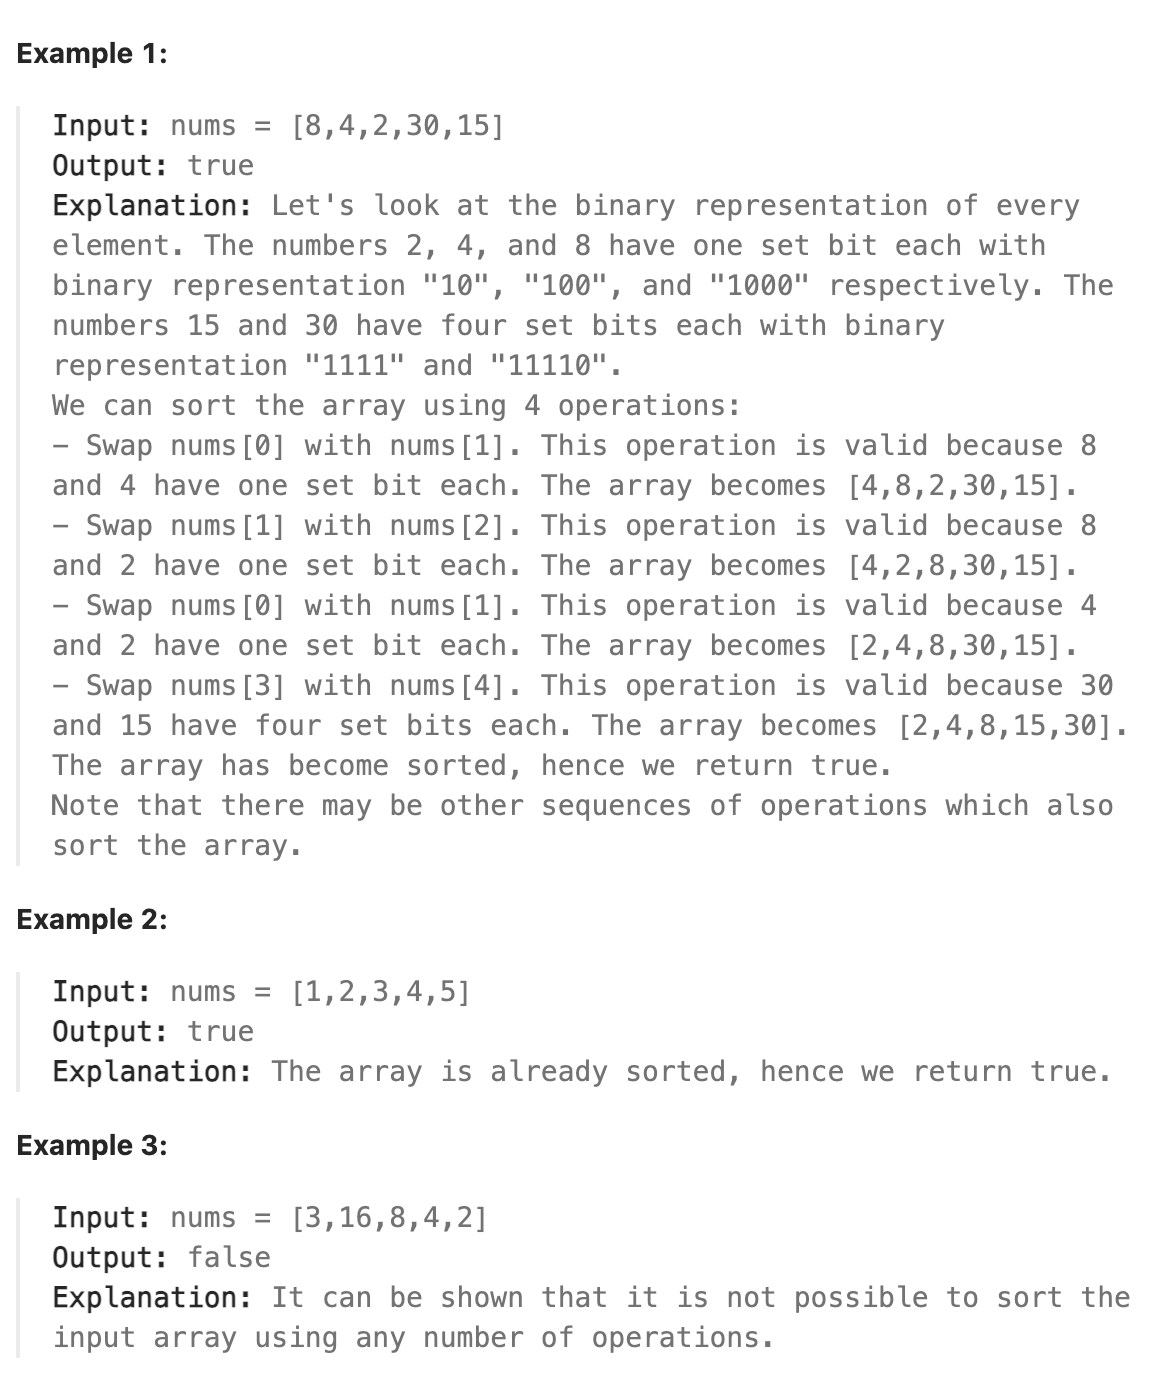 Example 1:
Input: nums = [8,4,2,30,15]
Output: true
Explanation: Let's look at the binary representation of every
element. The numbers 2, 4, and 8 have one set bit each with
binary representation "10", "100", and "1000" respectively. The
numbers 15 and 30 have four set bits each with binary
representation "1111" and "11110".
We can sort the array using 4 operations:
- Swap nums[0] with nums[1]. This operation is valid because 8
and 4 have one set bit each. The array becomes [4,8,2,30,15].
- Swap nums[1] with nums[2]. This operation is valid because 8
and 2 have one set bit each. The array becomes [4,2,8,30,15].
- Swap nums[0] with nums[1]. This operation is valid because 4
and 2 have one set bit each. The array becomes [2,4,8,30,15].
- Swap nums[3] with nums[4]. This operation is valid because 30
and 15 have four set bits each. The array becomes [2,4,8,15,30].
The array has become sorted, hence we return true.
Note that there may be other sequences of operations which also
sort the array.
Example 2:
Input: nums = [1,2,3,4,5]
Output: true
Explanation: The array is already sorted, hence we return true.
Example 3:
Input: nums = [3,16,8,4,2]
Output: false
Explanation: It can be shown that it is not possible to sort the
input array using any number of operations.